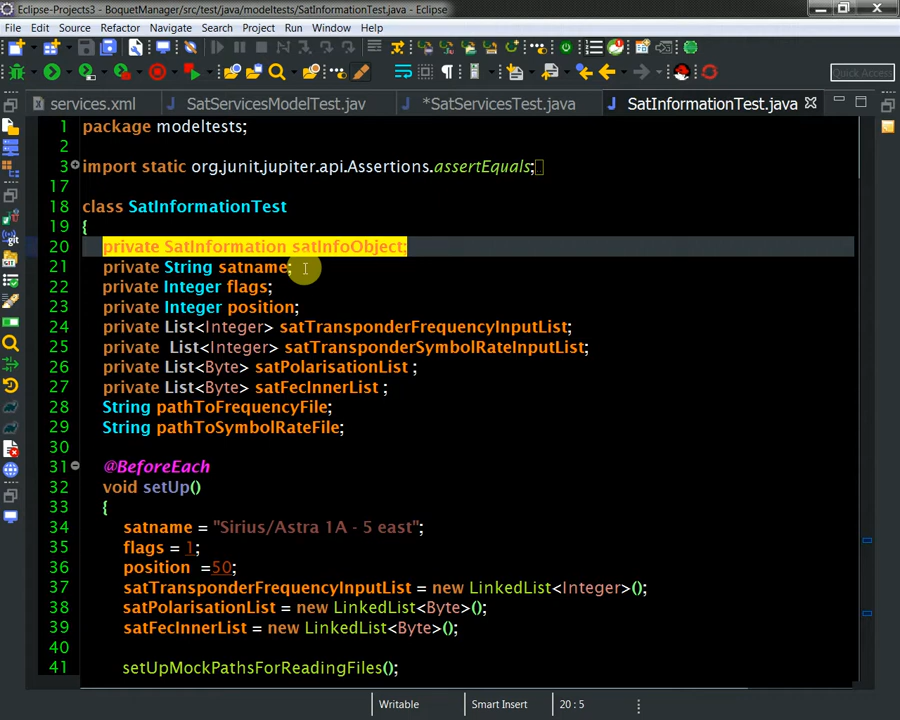 Eclipse-Projects3 - BoquetManager/src/test/java/modeltests/SatInformationTest.java - Eclipse
File Edit Source Refactor Navigate Search Project Run Window Help
Quick Access
services.xml SatServicesModelTest.jav *SatServicesTest.java SatInformationTest.java
1 package modeltests;
2
3 import static org.junit.jupiter.api.Assertions.assertEquals;
17
18 class SatInformationTest
19 {
20 private SatInformation satInfoObject;
21 private String satname;
22 private Integer flags;
23 private Integer position;
24 private List<Integer> satTransponderFrequencyInputList;
25 private List<Integer> satTransponderSymbolRateInputList;
26 private List<Byte> satPolarisationList ;
27 private List<Byte> satFecInnerList ;
28 String pathToFrequencyFile;
29 String pathToSymbolRateFile;
30
31 @BeforeEach
32 void setUp()
33 {
34 satname = "Sirius/Astra 1A - 5 east";
35 flags = 1;
36 position =50;
37 satTransponderFrequencyInputList = new LinkedList<Integer>();
38 satPolarisationList = new LinkedList<Byte>();
39 satFecInnerList = new LinkedList<Byte>();
40
41 setUpMockPathsForReadingFiles();
Writable Smart Insert 20 : 5